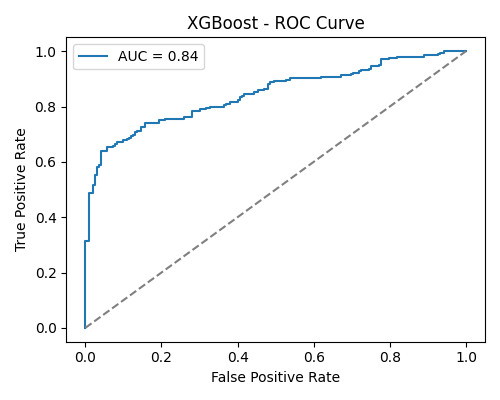 XGBoost - ROC Curve
AUC = 0.84
True Positive Rate
1.0
0.8
0.6
0.4
0.2
0.0
0.0 0.2 0.4 0.6 0.8 1.0
False Positive Rate